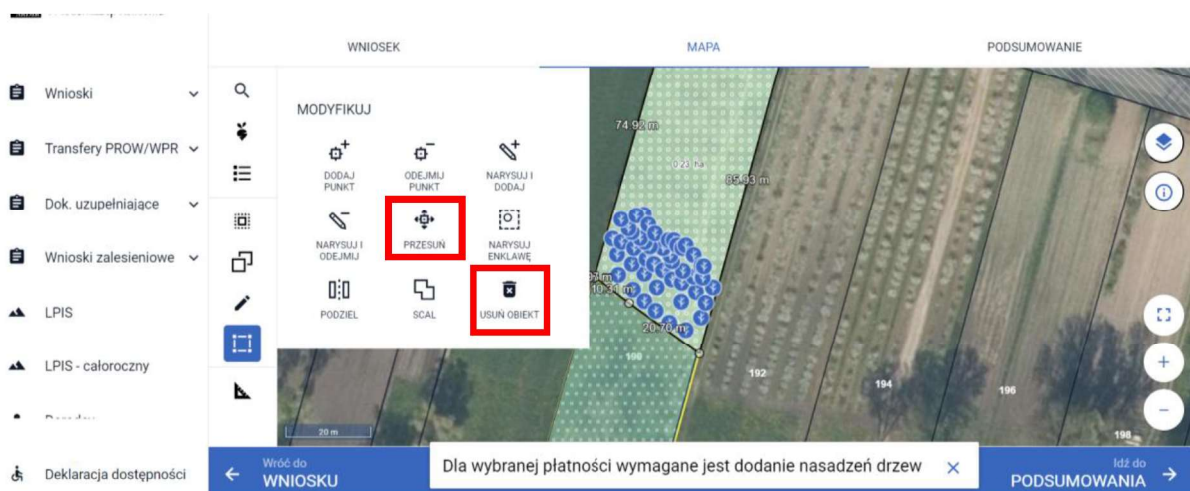 WNIOSEK
MAPA
PODSUMOWANIE
Wnioski
Transfery PROW/WPR
Dok. uzupełniające
Wnioski zalesieniowe
LPIS
LPIS - całoroczny
Deklaracja dostępności
MODYFIKUJ
DODAJ
PUNKT
ODEJMIJ
PUNKT
NARYSUJ I
DODAJ
NARYSUJ I
ODEJMIJ
PRZESUŃ
NARYSUJ
ENKLAWĘ
PODZIEL
SCAL
USUŃ OBIEKT
74.92 m
0.23 ha
85.93 m
10.31 m
20.70 m
190
192
194
196
198
20 m
Wróć do
WNIOSKU
Dla wybranej płatności wymagane jest dodanie nasadzeń drzew
Idź do
PODSUMOWANIA